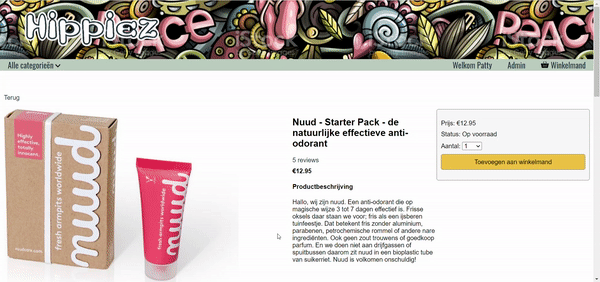 Hippiez
PEACE
Alle categorieën
Welkom Patty
Admin
Winkelmand
Terug
Highly
effective,
totally
innocent.
nuud
fresh armpits worldwide
nuud
fresh armpits worldwide
Nuud - Starter Pack - de
natuurlijke effectieve anti-
odorant
5 reviews
€12.95
Productbeschrijving
Hallo, wij zijn nuud. Een anti-odorant die op
magische wijze 3 tot 7 dagen effectief is. Frisse
oksels daar staan we voor; fris als een ijsberen
tuinfeestje. Dat betekent fris zonder aluminium,
parabenen, petrochemische rommel of andere nare
ingrediënten. Ook geen zout trouwens of goedkoop
parfum. En we doen niet aan drijfgassen of
spuitbussen daarom zit nuud in een bioplastic tube
van suikerriet. Nuud is volkomen onschuldig!
Prijs: €12.95
Status: Op voorraad
Aantal: 1
Toevoegen aan winkelmand